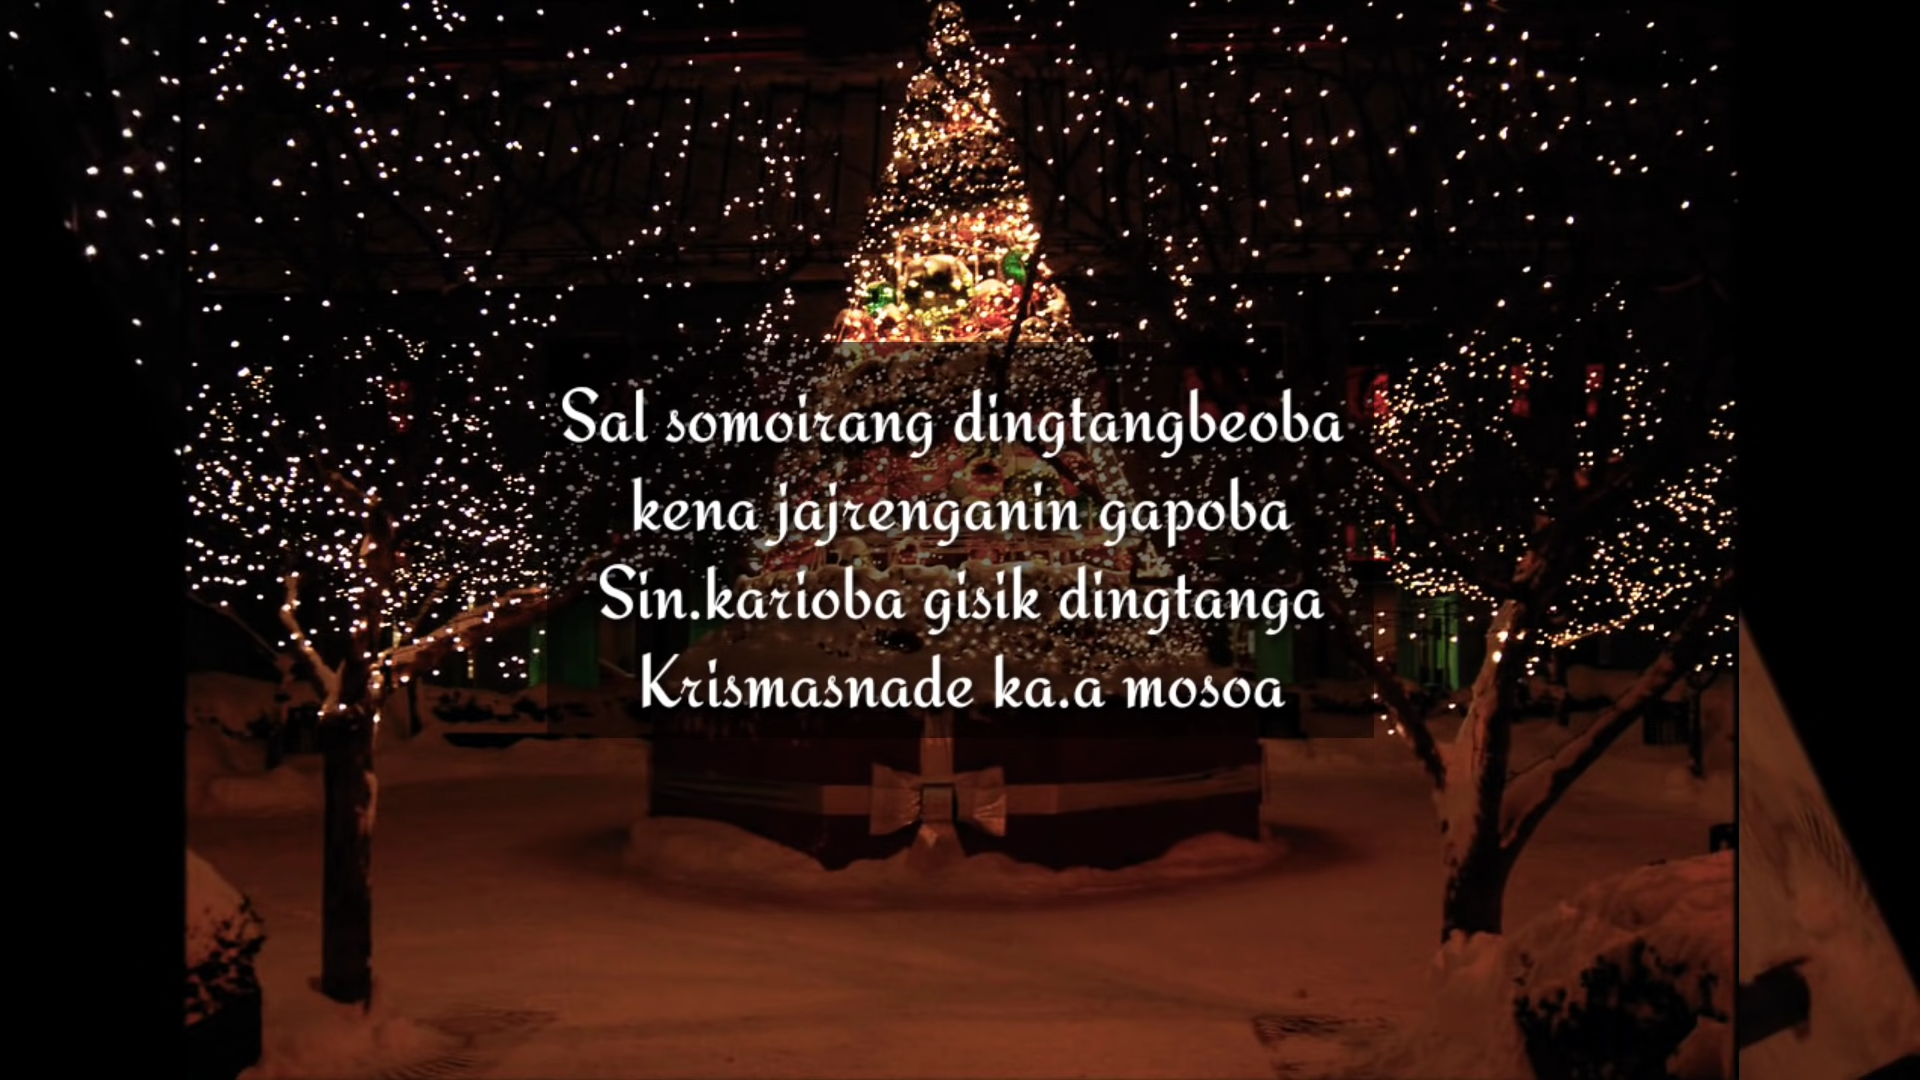 Sal somoirang dingtangbeoba
kena jajrenganin gapoba
Sin.karioba gisik dingtanga
Krismasnade ka.a mosoa